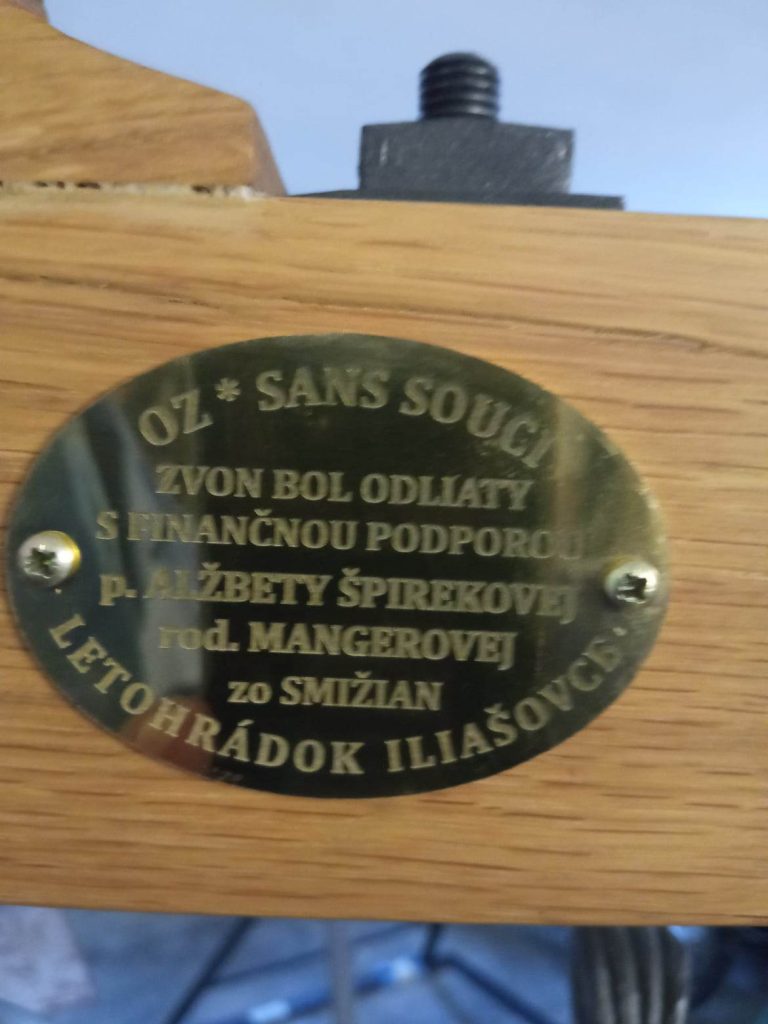 OZ * SANS SOUCI
ZVON BOL ODLIATY
S FINANČNOU PODPOROU
p. ALŽBETY ŠPIREKOVEJ
rod. MANGEROVEJ
zo SMIŽIAN
LETOHRÁDOK ILIAŠOVCE